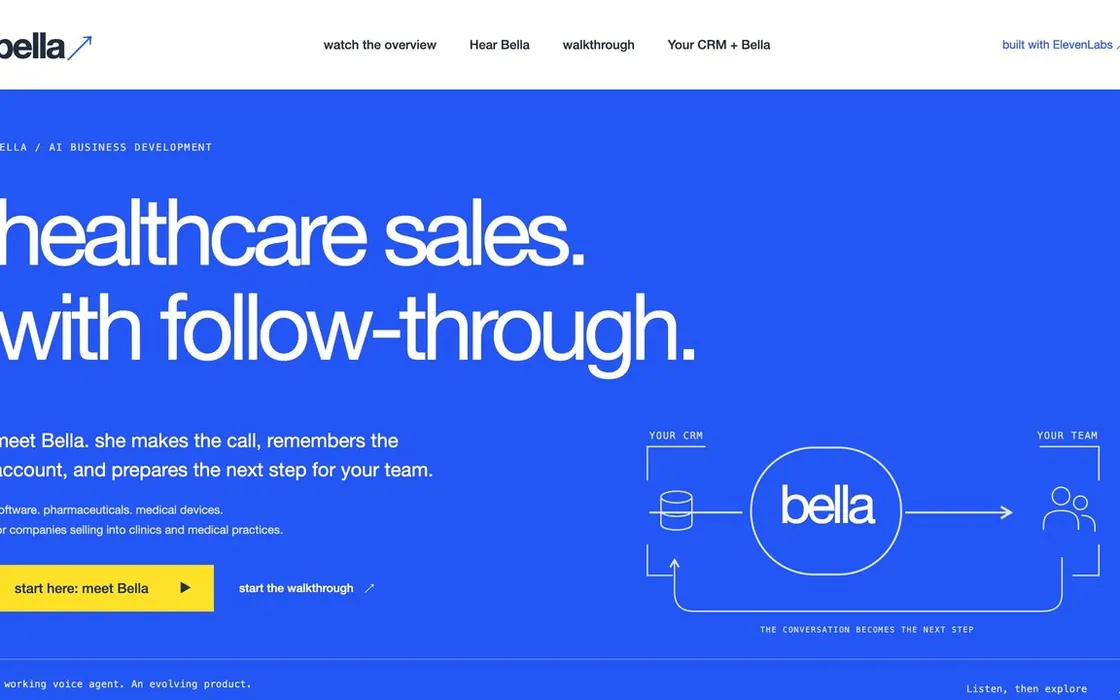 bella
watch the overview
Hear Bella
walkthrough
Your CRM + Bella
built with ElevenLabs
ELLA / AI BUSINESS DEVELOPMENT
healthcare sales.
with follow-through.
meet Bella. she makes the call, remembers the
account, and prepares the next step for your team.
oftware. pharmaceuticals. medical devices.
or companies selling into clinics and medical practices.
start here: meet Bella
start the walkthrough
YOUR CRM
bella
YOUR TEAM
THE CONVERSATION BECOMES THE NEXT STEP
working voice agent. An evolving product.
Listen, then explore